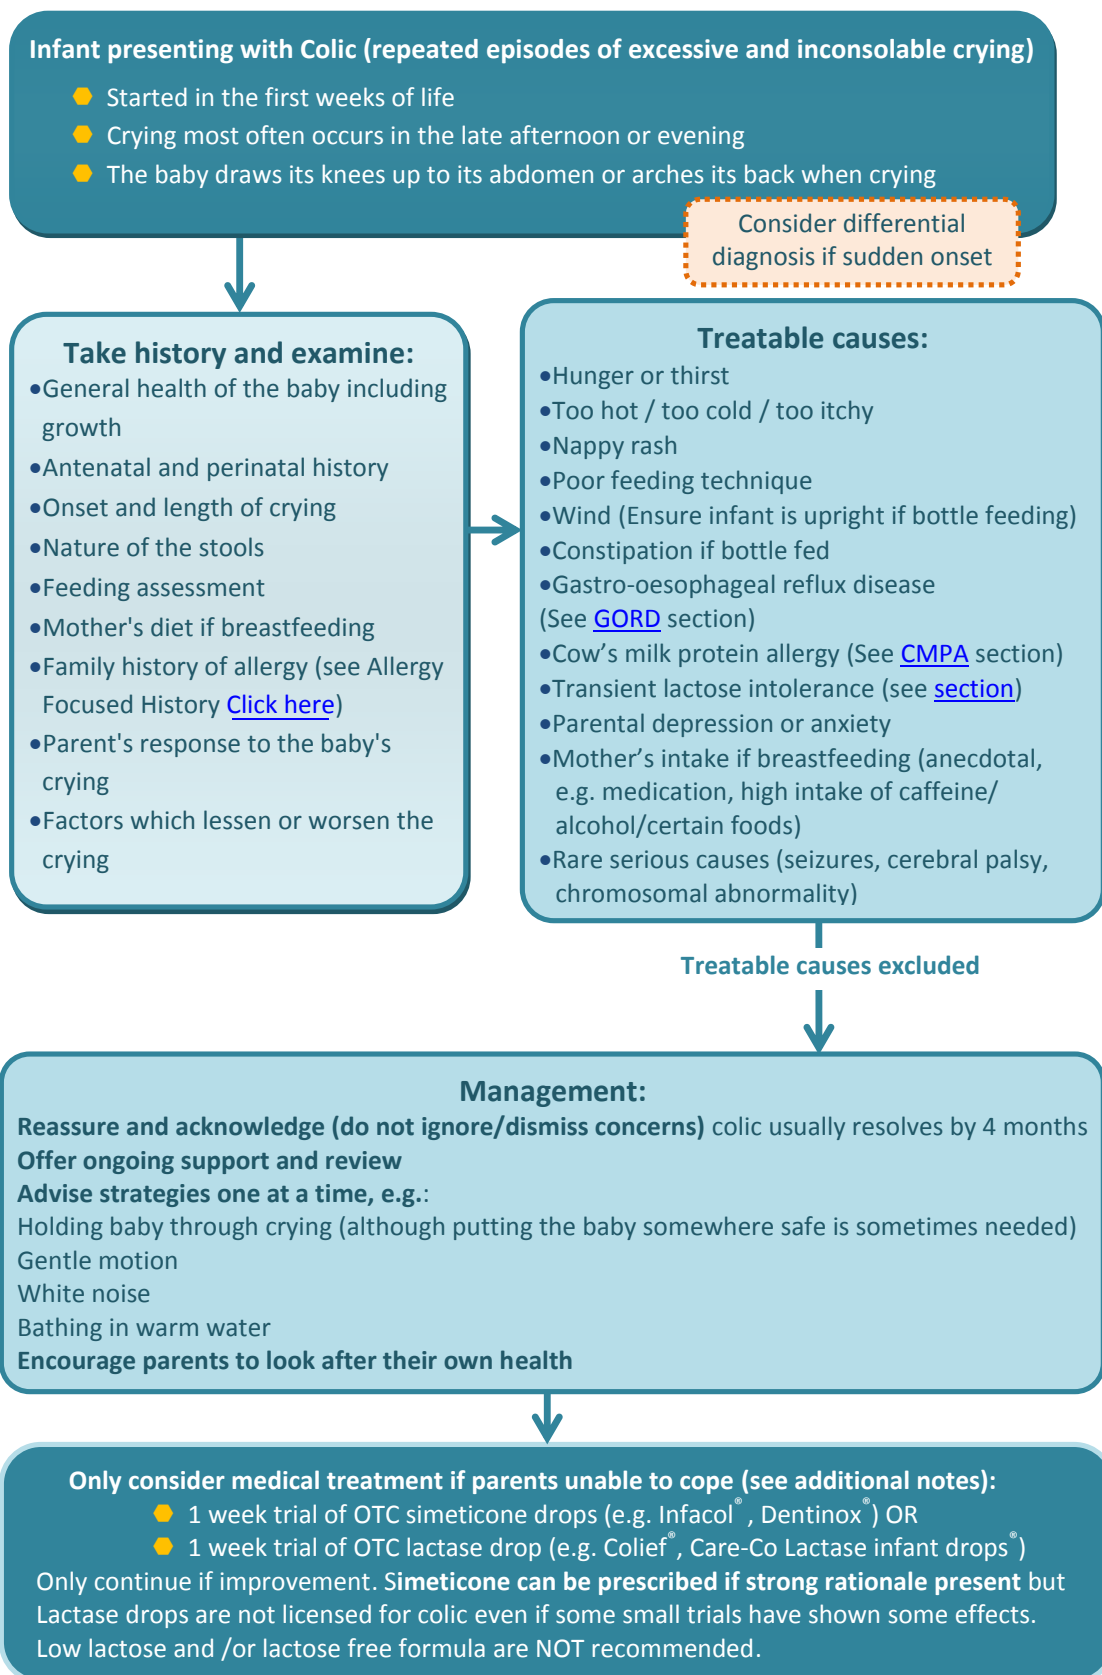 Infant presenting with Colic (repeated episodes of excessive and inconsolable crying)
Started in the first weeks of life
Crying most often occurs in the late afternoon or evening
The baby draws its knees up to its abdomen or arches its back when crying
Consider differential
diagnosis if sudden onset
Take history and examine:
•General health of the baby including
growth
•Antenatal and perinatal history
•Onset and length of crying
•Nature of the stools
•Feeding assessment
•Mother's diet if breastfeeding
•Family history of allergy (see Allergy
Focused History Click here)
•Parent's response to the baby's
crying
•Factors which lessen or worsen the
crying
Treatable causes:
•Hunger or thirst
•Too hot / too cold / too itchy
•Nappy rash
•Poor feeding technique
•Wind (Ensure infant is upright if bottle feeding)
•Constipation if bottle fed
•Gastro-oesophageal reflux disease
(See GORD section)
•Cow’s milk protein allergy (See CMPA section)
•Transient lactose intolerance (see section)
•Parental depression or anxiety
•Mother’s intake if breastfeeding (anecdotal,
e.g. medication, high intake of caffeine/
alcohol/certain foods)
•Rare serious causes (seizures, cerebral palsy,
chromosomal abnormality)
Treatable causes excluded
Management:
Reassure and acknowledge (do not ignore/dismiss concerns) colic usually resolves by 4 months
Offer ongoing support and review
Advise strategies one at a time, e.g.:
Holding baby through crying (although putting the baby somewhere safe is sometimes needed)
Gentle motion
White noise
Bathing in warm water
Encourage parents to look after their own health
Only consider medical treatment if parents unable to cope (see additional notes):
1 week trial of OTC simeticone drops (e.g. Infacol®, Dentinox®) OR
1 week trial of OTC lactase drop (e.g. Colief®, Care-Co Lactase infant drops®)
Only continue if improvement. Simeticone can be prescribed if strong rationale present but
Lactase drops are not licensed for colic even if some small trials have shown some effects.
Low lactose and /or lactose free formula are NOT recommended.